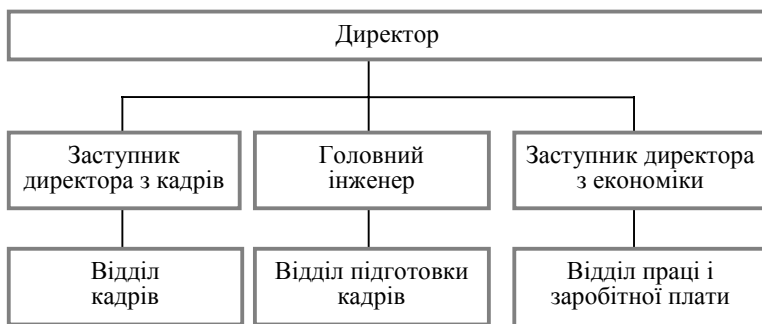 Директор
Заступник
директора з кадрів
Головний
інженер
Заступник директора
з економіки
Відділ
кадрів
Відділ підготовки
кадрів
Відділ праці і
заробітної плати